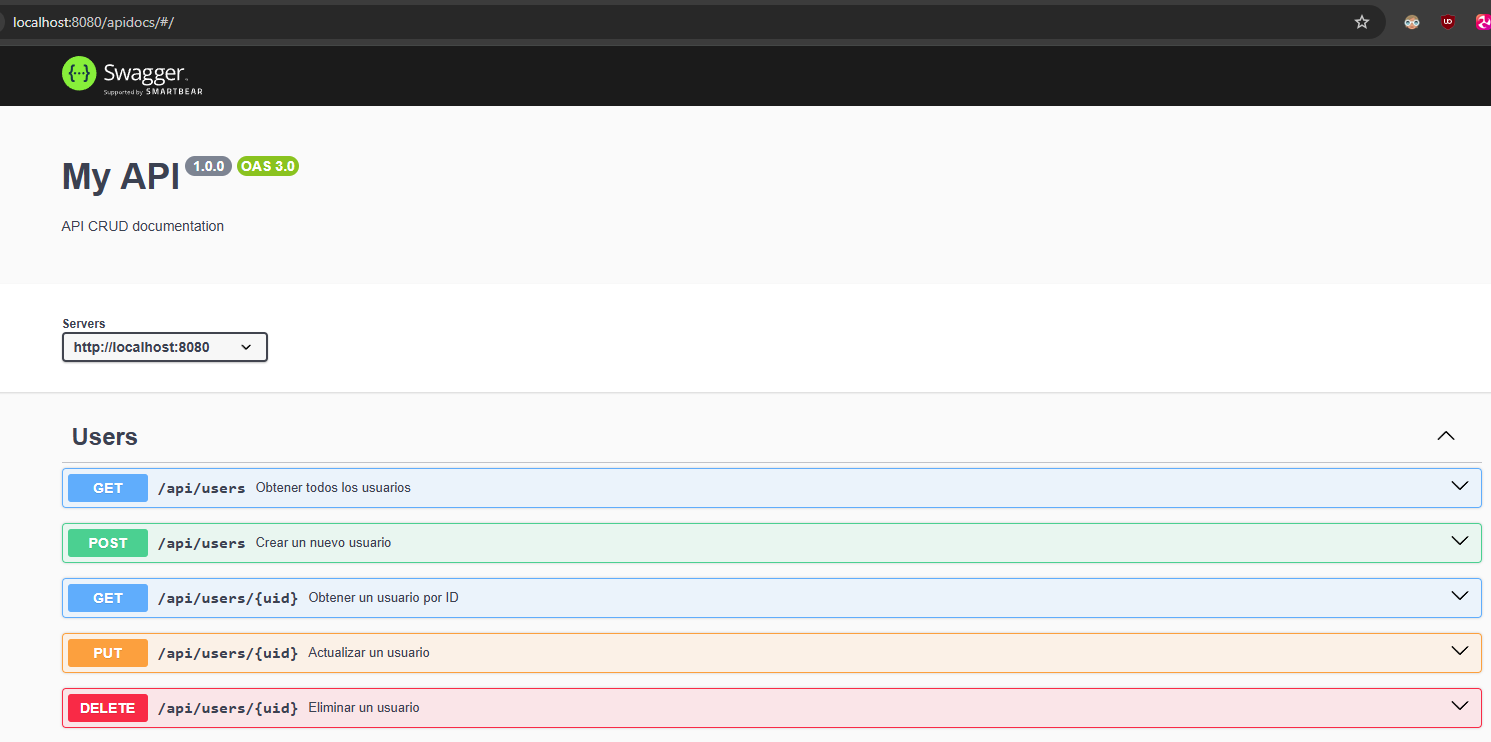 localhost:8080/apidocs/#/
{···} Swagger™
Supported by SMARTBEAR
My API 1.0.0 OAS 3.0
API CRUD documentation
Servers
http://localhost:8080
Users
GET /api/users Obtener todos los usuarios
POST /api/users Crear un nuevo usuario
GET /api/users/{uid} Obtener un usuario por ID
PUT /api/users/{uid} Actualizar un usuario
DELETE /api/users/{uid} Eliminar un usuario